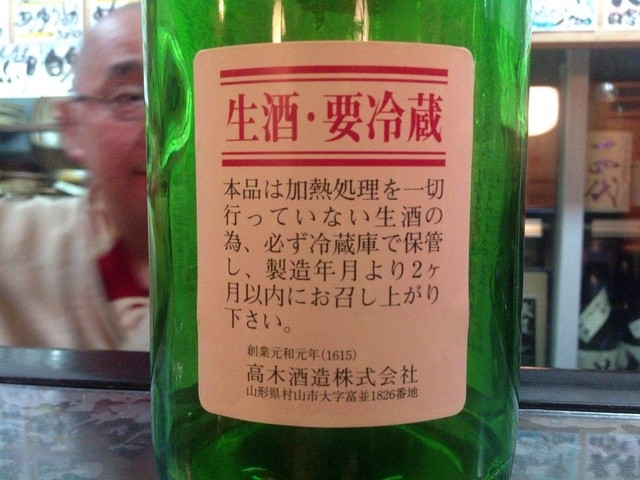 生酒・要冷蔵
本品は加熱処理を一切
行っていない生酒の
為、必ず冷蔵庫で保管
し、製造年月より2ヶ
月以内にお召し上がり
下さい。
創業元和元年(1615)
高木酒造株式会社
山形県村山市大字富並1826番地
十四代